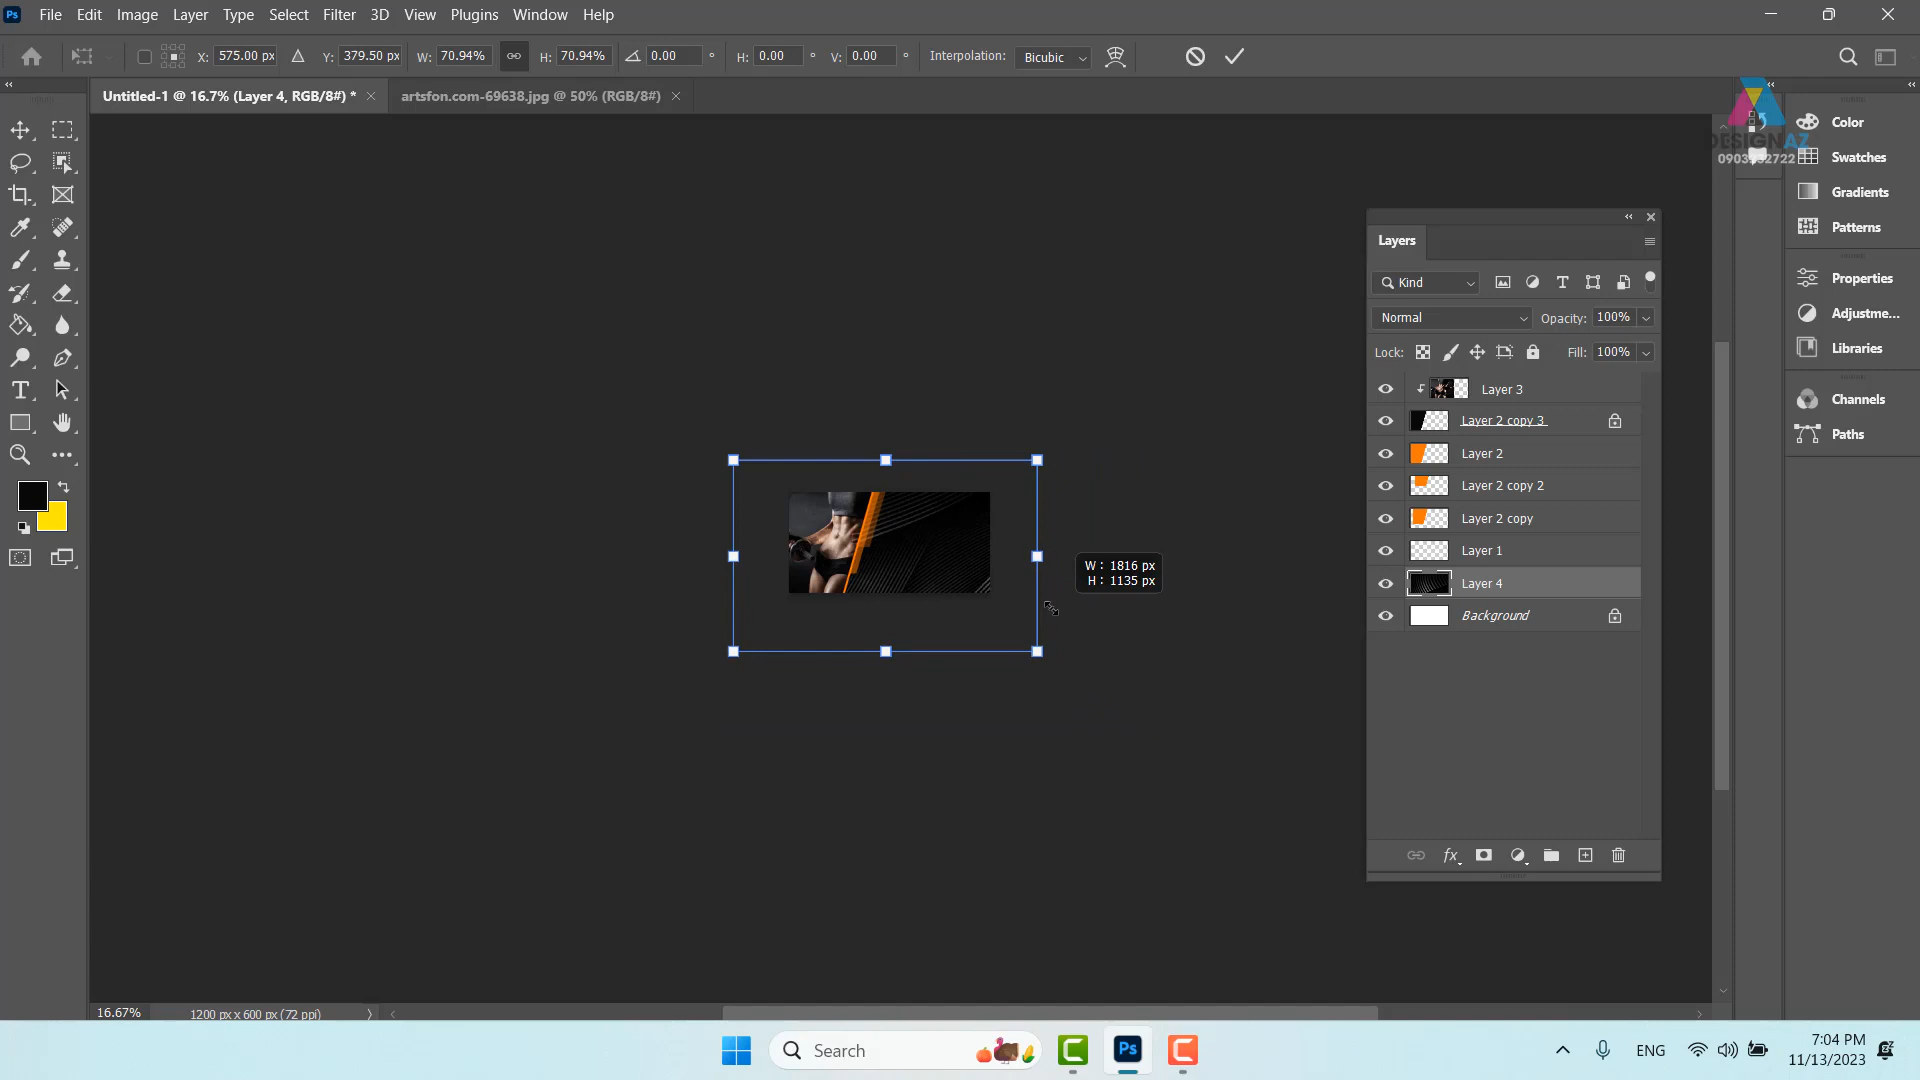 Ps File Edit Image Layer Select Filter Type 3D View Plugins Window Help
X: 575.00 px Y: 379.50 px W: 70.94% H: 70.94% 0.00 ° H: 0.00 ° V: 0.00 ° Interpolation: Bicubic
Untitled-1 @ 16.7% (Layer 4, RGB/8#) * × artsfon.com-69638.jpg @ 50% (RGB/8#) ×
DESIGNAZ
Color
Swatches
Gradients
Patterns
Properties
Adjustme...
Libraries
Channels
Paths
Layers
Kind
Normal Opacity: 100%
Lock: Fill: 100%
Layer 3
Layer 2 copy 3
Layer 2
Layer 2 copy 2
Layer 2 copy
Layer 1
Layer 4
Background
fx
W : 1816 px
H : 1135 px
16.67% 1200 px x 600 px (72 ppi)
Search
Ps
ENG
7:04 PM
11/13/2023